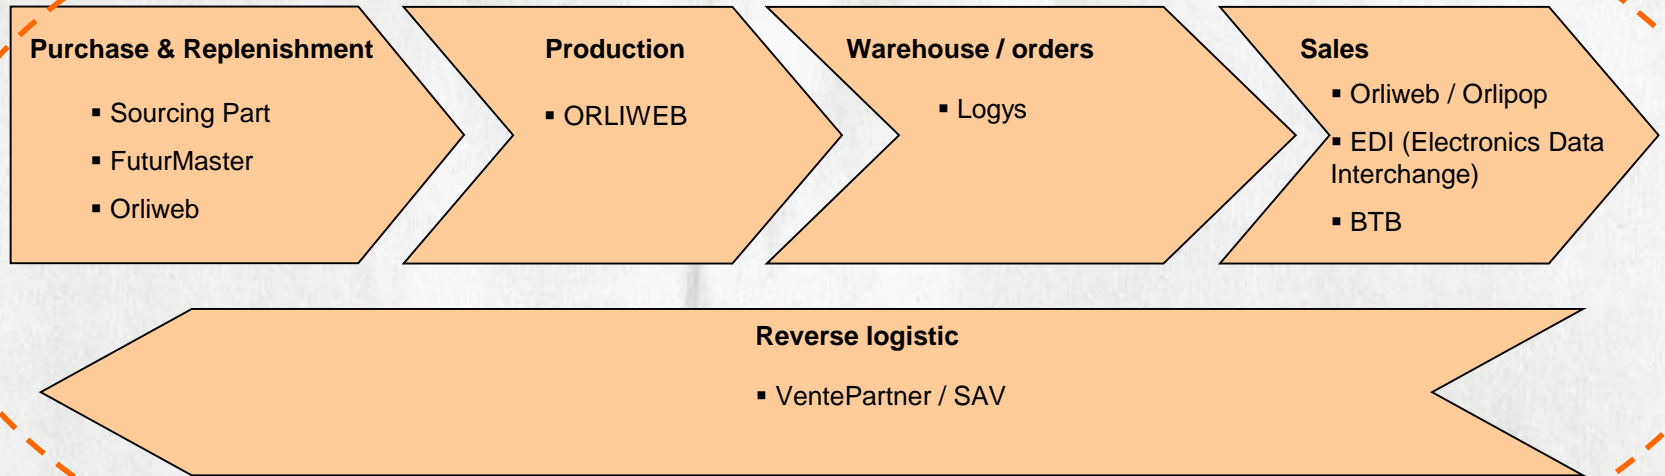 Purchase & Replenishment
▪ Sourcing Part
▪ FuturMaster
▪ Orliweb
Production
▪ ORLIWEB
Warehouse / orders
▪ Logys
Sales
▪ Orliweb / Orlipop
▪ EDI (Electronics Data
Interchange)
▪ BTB
Reverse logistic
▪ VentePartner / SAV